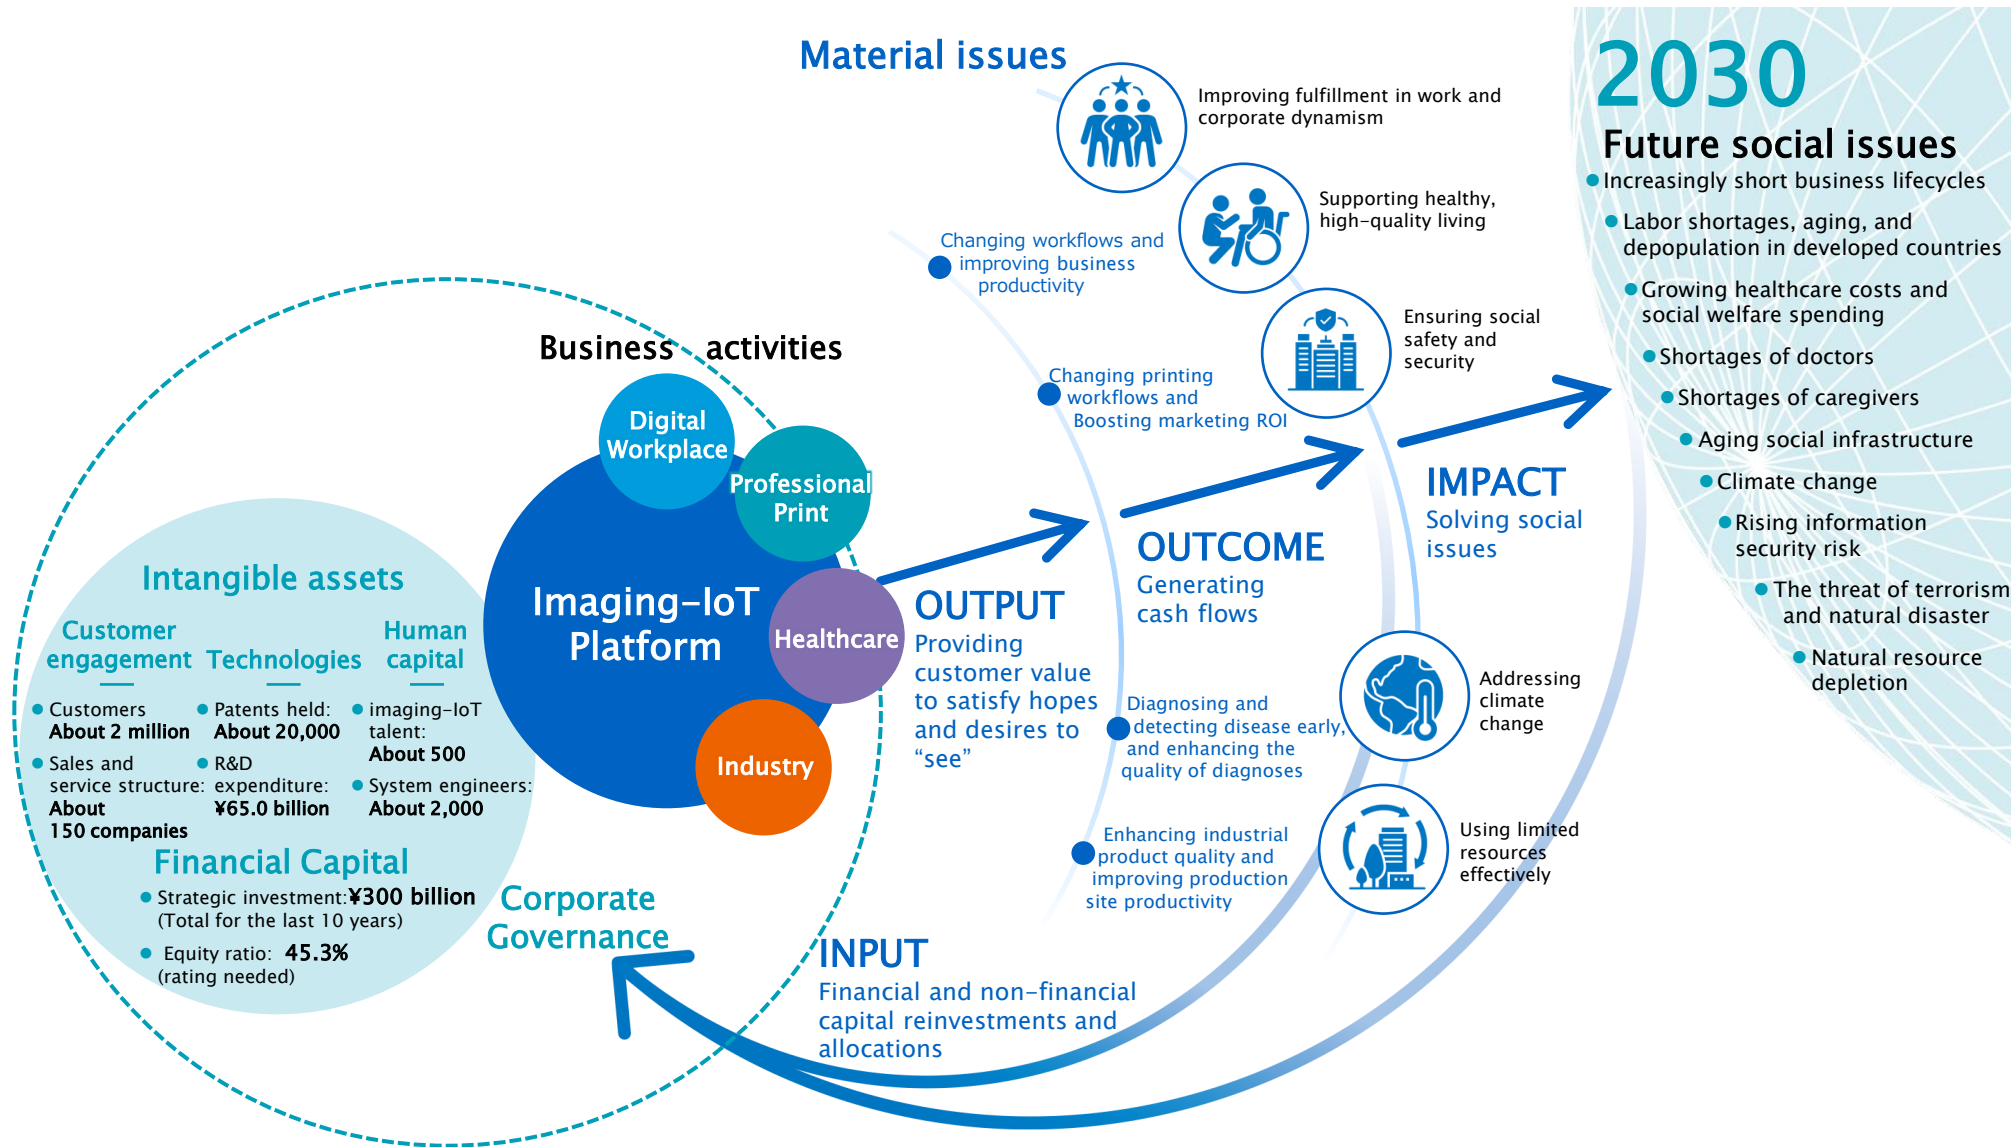 Material issues
Improving fulfillment in work and
corporate dynamism
Supporting healthy,
high-quality living
Ensuring social
safety and
security
Addressing
climate
change
Using limited
resources
effectively
2030
Future social issues
Increasingly short business lifecycles
Labor shortages, aging, and
depopulation in developed countries
Growing healthcare costs and
social welfare spending
Shortages of doctors
Shortages of caregivers
Aging social infrastructure
Climate change
Rising information
security risk
The threat of terrorism
and natural disaster
Natural resource
depletion
Changing workflows and
improving business
productivity
Changing printing
workflows and
Boosting marketing ROI
Diagnosing and
detecting disease early,
and enhancing the
quality of diagnoses
Enhancing industrial
product quality and
improving production
site productivity
Business activities
Digital
Workplace
Professional
Print
Healthcare
Industry
Imaging-IoT
Platform
OUTPUT
Providing
customer value
to satisfy hopes
and desires to
“see”
OUTCOME
Generating
cash flows
IMPACT
Solving social
issues
Intangible assets
Customer
engagement
Customers
About 2 million
Sales and
service structure:
About
150 companies
Technologies
Patents held:
About 20,000
R&D
expenditure:
¥65.0 billion
Human
capital
imaging-IoT
talent:
About 500
System engineers:
About 2,000
Financial Capital
Strategic investment:¥300 billion
(Total for the last 10 years)
Equity ratio: 45.3%
(rating needed)
Corporate
Governance
INPUT
Financial and non-financial
capital reinvestments and
allocations